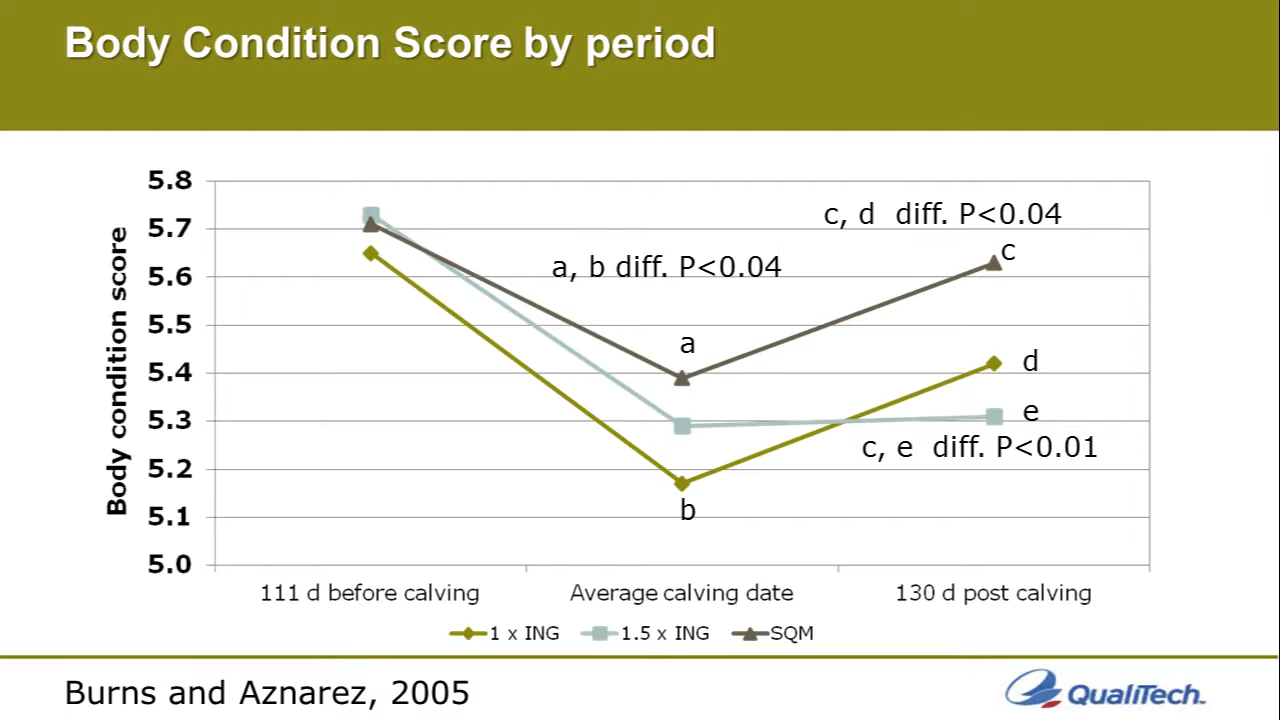 Body Condition Score by period
Body condition score
5.8
5.7
5.6
5.5
5.4
5.3
5.2
5.1
5.0
c, d  diff. P<0.04
c
a, b diff. P<0.04
a
d
e
c, e  diff. P<0.01
b
111 d before calving
Average calving date
130 d post calving
1 x ING
1.5 x ING
SQM
Burns and Aznarez, 2005
QualiTech